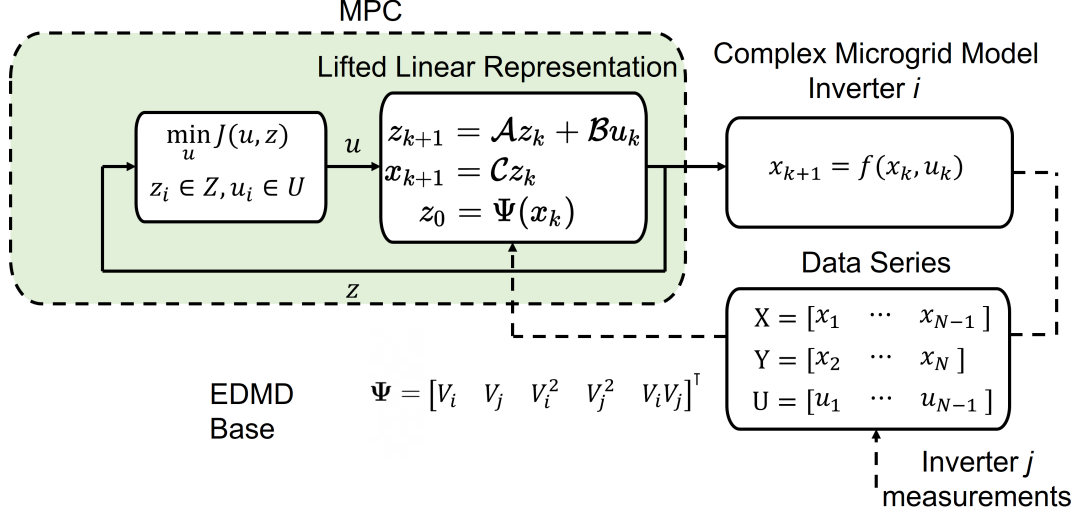 MPC
Lifted Linear Representation
min J(u, z)
u
z_i ∈ Z, u_i ∈ U
u
z_{k+1} = 𝒜z_k + ℬu_k
x_{k+1} = 𝒞z_k
z_0 = Ψ(x_k)
z
Complex Microgrid Model
Inverter i
x_{k+1} = f(x_k, u_k)
Data Series
X = [x_1 ⋯ x_{N-1} ]
Y = [x_2 ⋯ x_N ]
U = [u_1 ⋯ u_{N-1} ]
EDMD
Base
Ψ = [V_i V_j V_i^2 V_j^2 V_iV_j]^⊤
Inverter j
measurements